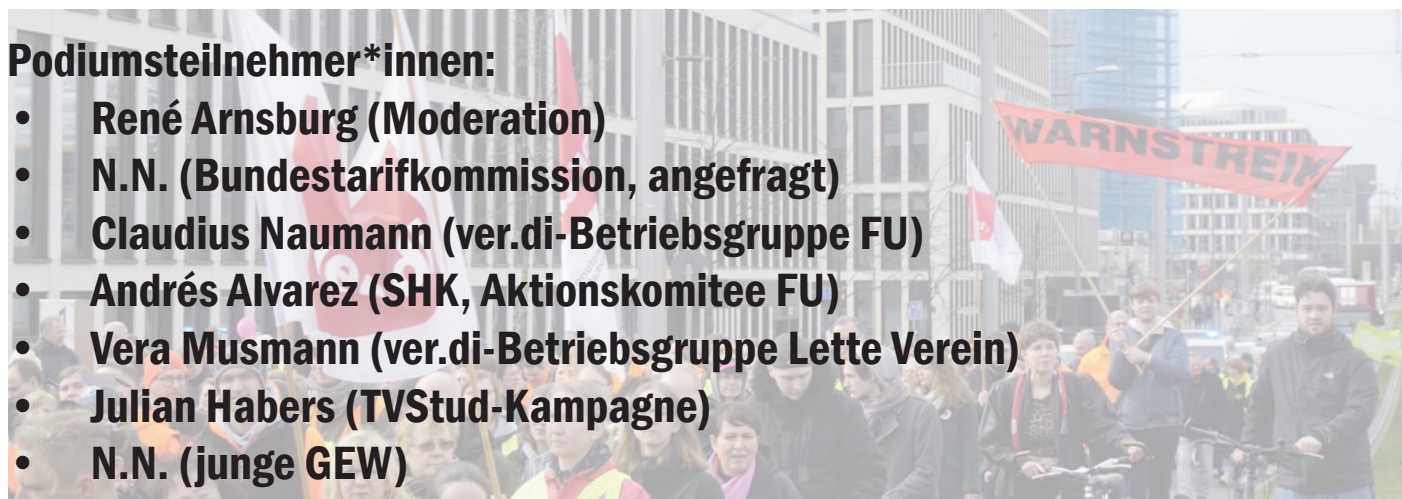 Podiumsteilnehmer*innen:
• René Arnsburg (Moderation)
• N.N. (Bundestarifkommission, angefragt)
• Claudius Naumann (ver.di-Betriebsgruppe FU)
• Andrés Alvarez (SHK, Aktionskomitee FU)
• Vera Musmann (ver.di-Betriebsgruppe Lette Verein)
• Julian Habers (TVStud-Kampagne)
• N.N. (junge GEW)
WARNSTREIK